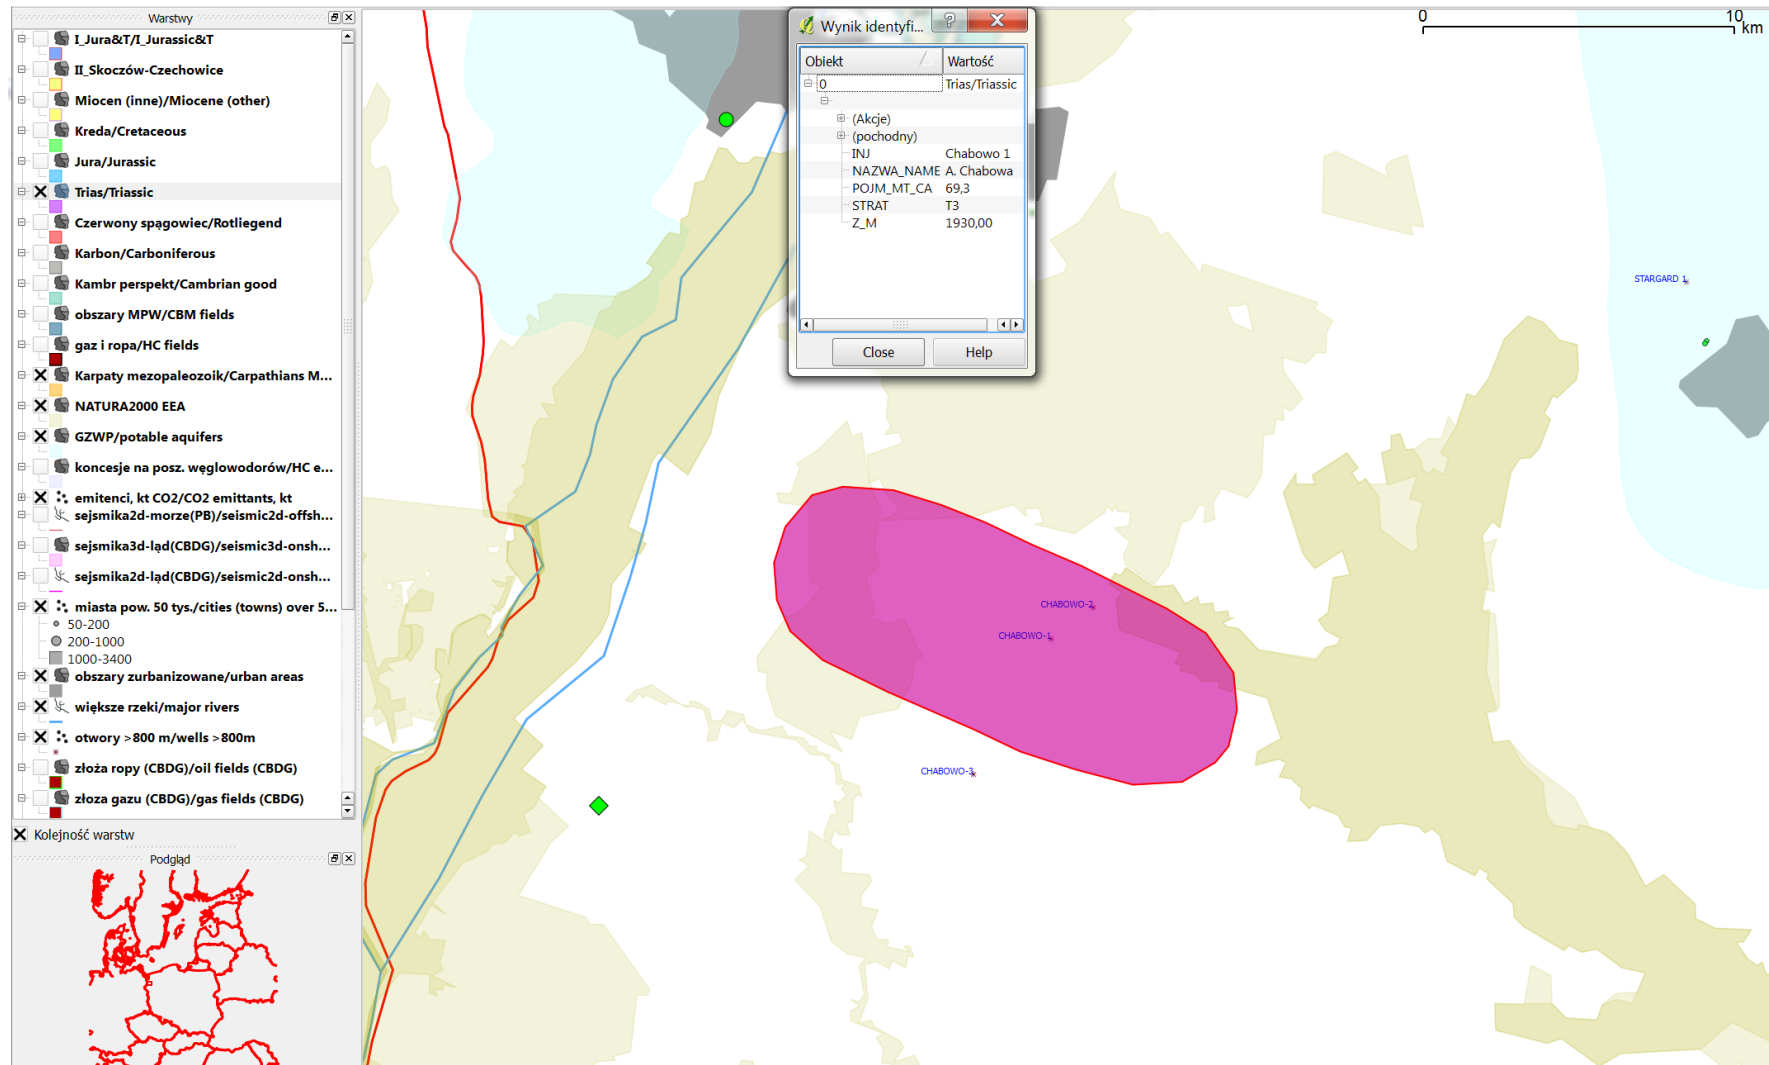 Warstwy
I_Jura&T/I_Jurassic&T
II_Skoczów-Czechowice
Miocen (inne)/Miocene (other)
Kreda/Cretaceous
Jura/Jurassic
Trias/Triassic
Czerwony spągowiec/Rotliegend
Karbon/Carboniferous
Kambr perspekt/Cambrian good
obszary MPW/CBM fields
gaz i ropa/HC fields
Karpaty mezopaleozoik/Carpathians M...
NATURA2000 EEA
GZWP/potable aquifers
koncesje na posz. węglowodorów/HC e...
emitenci, kt CO2/CO2 emittants, kt
sejsmika2d-morze(PB)/seismic2d-offsh...
sejsmika3d-ląd(CBDG)/seismic3d-onsh...
sejsmika2d-ląd(CBDG)/seismic2d-onsh...
miasta pow. 50 tys./cities (towns) over 5...
50-200
200-1000
1000-3400
obszary zurbanizowane/urban areas
większe rzeki/major rivers
otwory >800 m/wells >800m
złoża ropy (CBDG)/oil fields (CBDG)
złoza gazu (CBDG)/gas fields (CBDG)
Kolejność warstw
Podgląd
Wynik identyfi...
Obiekt Wartość
0 Trias/Triassic
(Akcje)
(pochodny)
INJ Chabowo 1
NAZWA_NAME A. Chabowa
POJM_MT_CA 69,3
STRAT T3
Z_M 1930,00
Close Help
0 10
km
STARGARD 1
CHABOWO-2
CHABOWO-1
CHABOWO-3